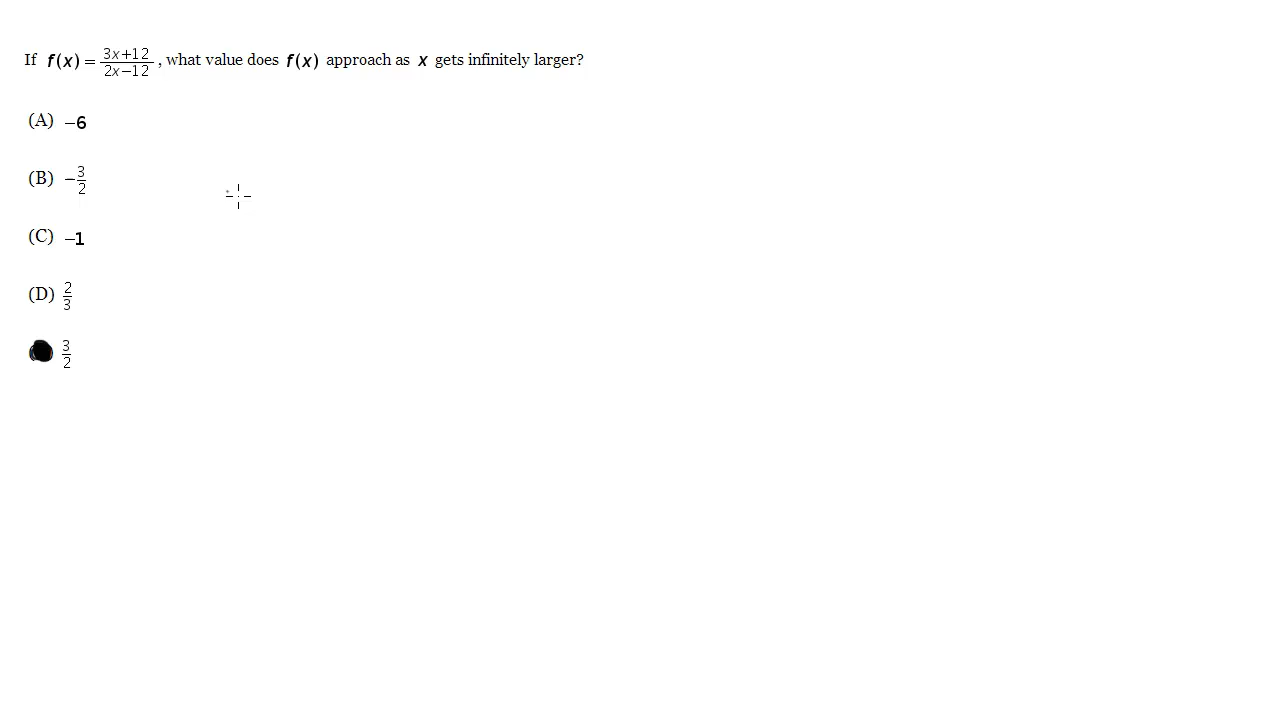 If f(x) = 3x+12/2x−12, what value does f(x) approach as x gets infinitely larger?
(A) −6
(B) −3/2
(C) −1
(D) 2/3
3/2